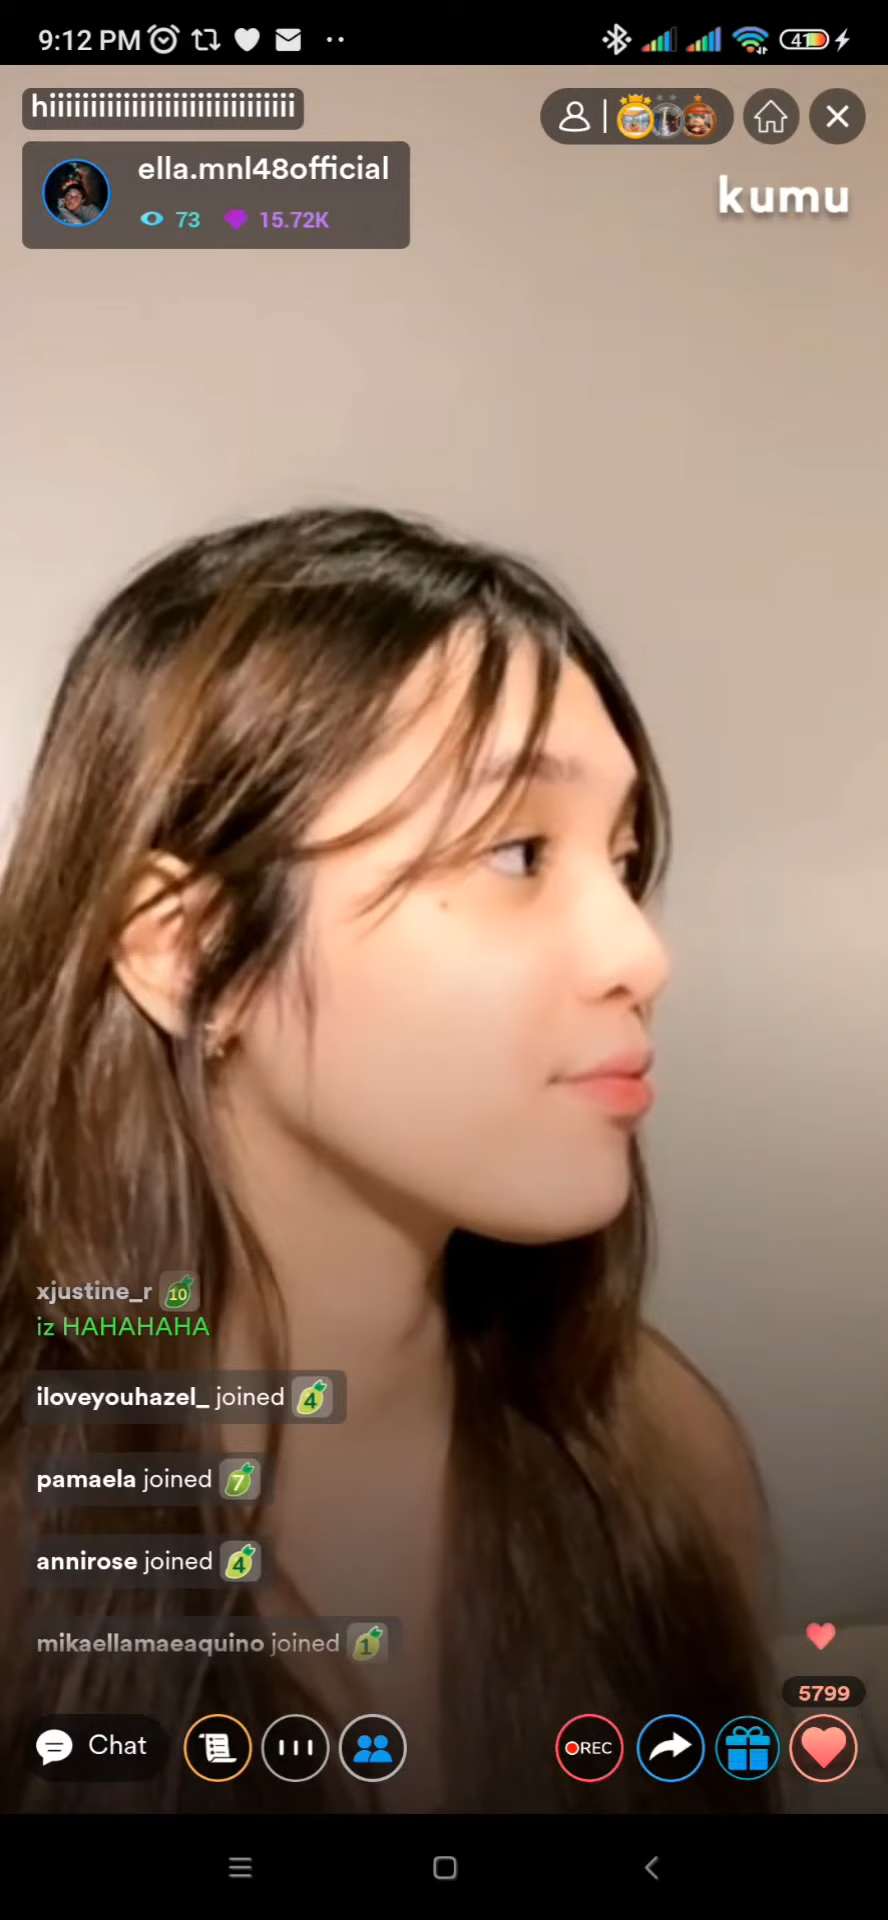 9:12 PM
41
hiiiiiiiiiiiiiiiiiiiiiiiiiiiiii
ella.mnl48official
73 15.72K
kumu
xjustine_r 10
iz HAHAHAHA
iloveyouhazel_ joined 4
pamaela joined 7
annirose joined 4
mikaellamaeaquino joined 1
5799
Chat
REC